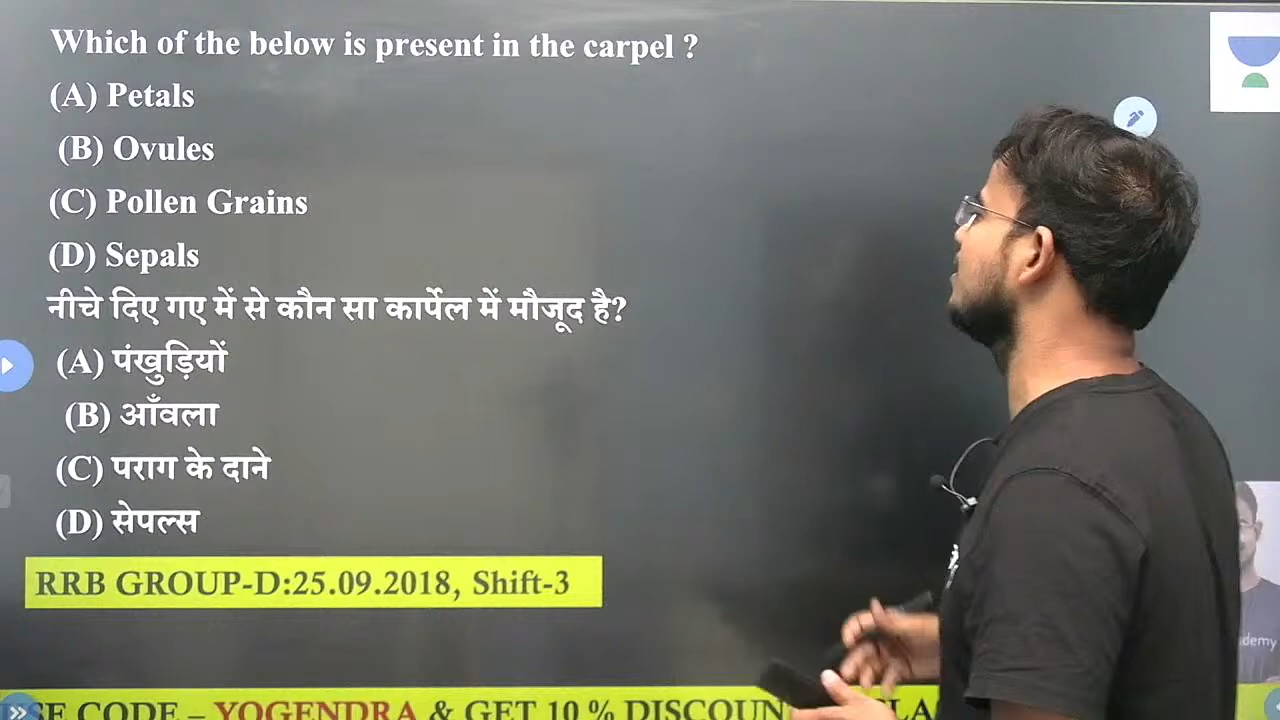 Which of the below is present in the carpel ?
(A) Petals
(B) Ovules
(C) Pollen Grains
(D) Sepals
नीचे दिए गए में से कौन सा कार्पेल में मौजूद है?
(A) पंखुड़ियों
(B) आँवला
(C) पराग के दाने
(D) सेपल्स
RRB GROUP-D:25.09.2018, Shift-3
CODE – YOGENDRA & GET 10 %